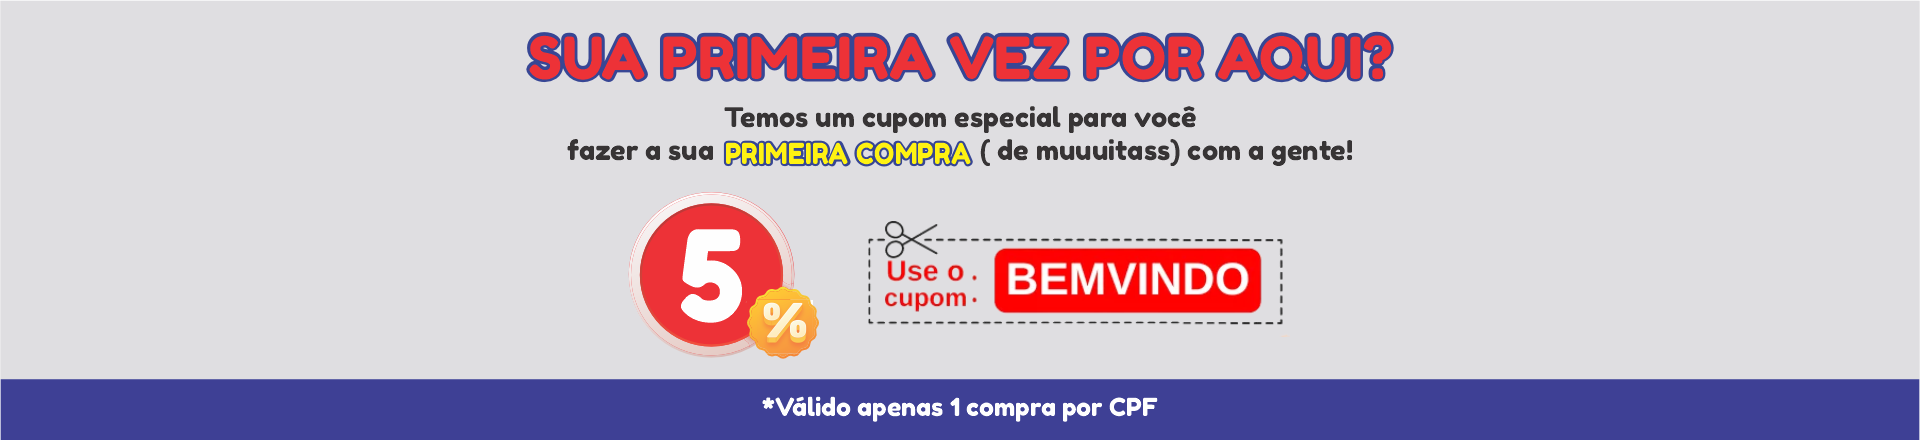 SUA PRIMEIRA VEZ POR AQUI?
Temos um cupom especial para você
fazer a sua PRIMEIRA COMPRA ( de muuuitass) com a gente!
5
%
Use o .
cupom .
BEMVINDO
*Válido apenas 1 compra por CPF